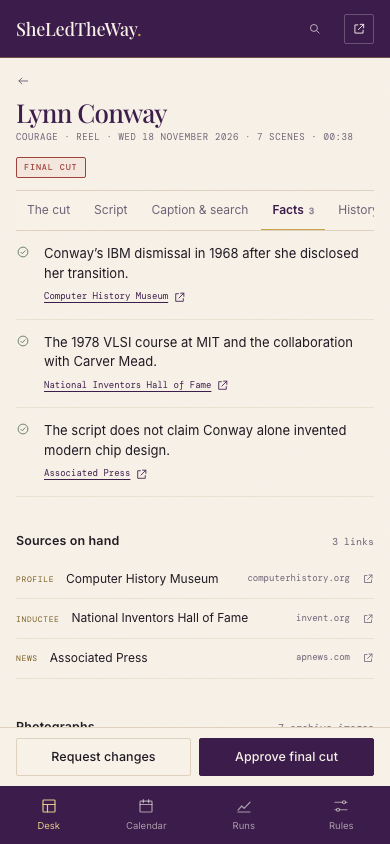 SheLedTheWay.
Lynn Conway
COURAGE · REEL · WED 18 NOVEMBER 2026 · 7 SCENES · 00:38
FINAL CUT
The cut Script Caption & search Facts 3 History
Conway’s IBM dismissal in 1968 after she disclosed
her transition.
Computer History Museum
The 1978 VLSI course at MIT and the collaboration
with Carver Mead.
National Inventors Hall of Fame
The script does not claim Conway alone invented
modern chip design.
Associated Press
Sources on hand 3 links
PROFILE Computer History Museum computerhistory.org
INDUCTEE National Inventors Hall of Fame invent.org
NEWS Associated Press apnews.com
Photographs 7 archive images
Request changes Approve final cut
Desk Calendar Runs Rules